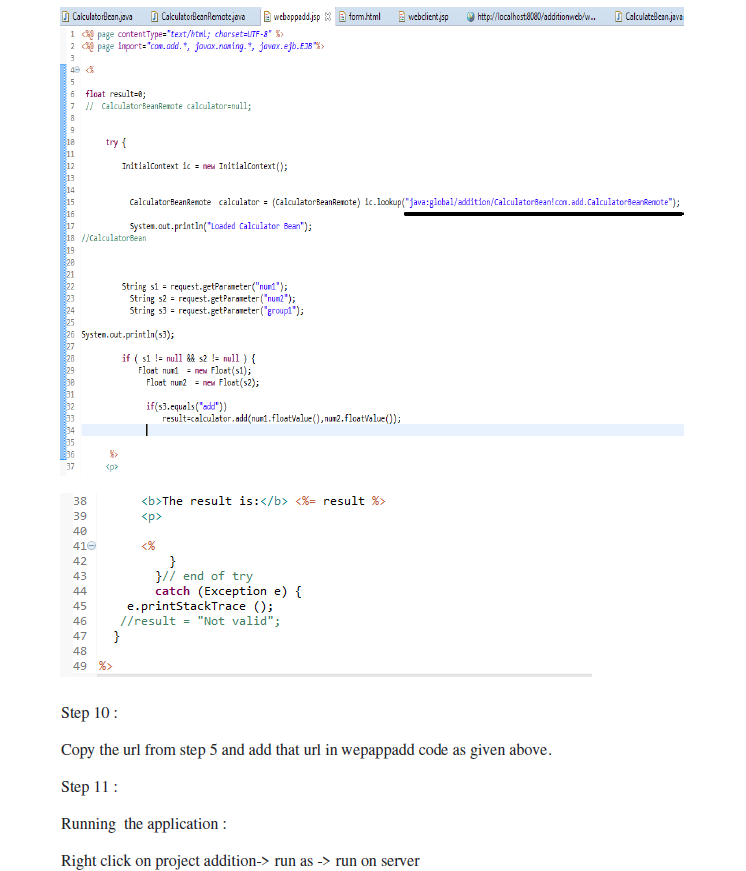 CalculatorBean.java CalculatorBeanRemote.java webappadd.jsp form.html webclient.jsp http://localhost:8080/additionweb/w... CalculateBean.java
1 <%@ page contentType="text/html; charset=UTF-8" %>
2 <%@ page import="com.add.*, javax.naming.*, javax.ejb.EJB"%>
3
4 <%
5
6 float result=0;
7 // CalculatorBeanRemote calculator=null;
8
9
10 try {
11
12 InitialContext ic = new InitialContext();
13
14
15 CalculatorBeanRemote calculator = (CalculatorBeanRemote) ic.lookup("java:global/addition/CalculatorBean!com.add.CalculatorBeanRemote");
16
17 System.out.println("Loaded Calculator Bean");
18 //CalculatorBean
19
20
21
22 String s1 = request.getParameter("num1");
23 String s2 = request.getParameter("num2");
24 String s3 = request.getParameter("group1");
25
26 System.out.println(s3);
27
28 if ( s1 != null && s2 != null ) {
29 Float num1 = new Float(s1);
30 Float num2 = new Float(s2);
31
32 if(s3.equals("add"))
33 result=calculator.add(num1.floatValue(),num2.floatValue());
34
35
36 %>
37 <p>
38 <b>The result is:</b> <%= result %>
39 <p>
40
41 <%
42 }
43 }// end of try
44 catch (Exception e) {
45 e.printStackTrace ();
46 //result = "Not valid";
47 }
48
49 %>
Step 10 :
Copy the url from step 5 and add that url in wepappadd code as given above.
Step 11 :
Running the application :
Right click on project addition-> run as -> run on server